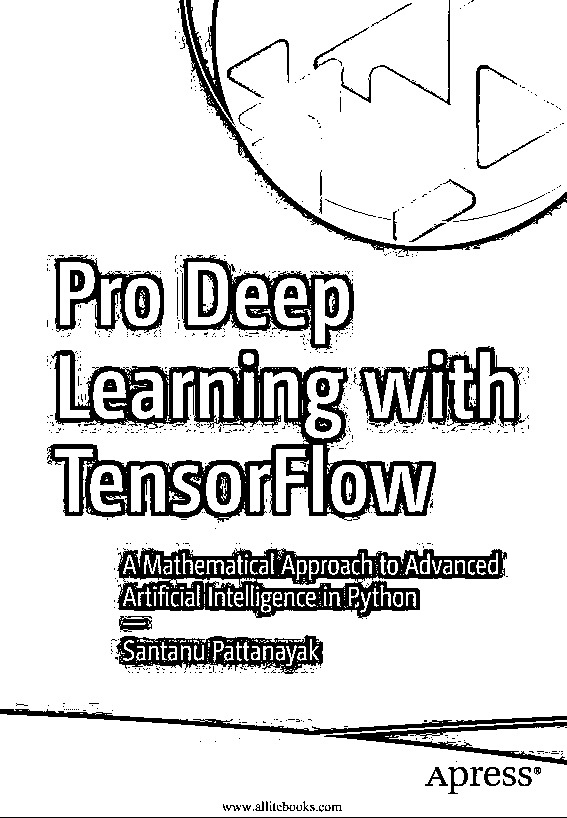 Pro Deep
Learning with
TensorFlow
A Mathematical Approach to Advanced
Artificial Intelligence in Python
—
Santanu Pattanayak
Apress®
www.allitebooks.com